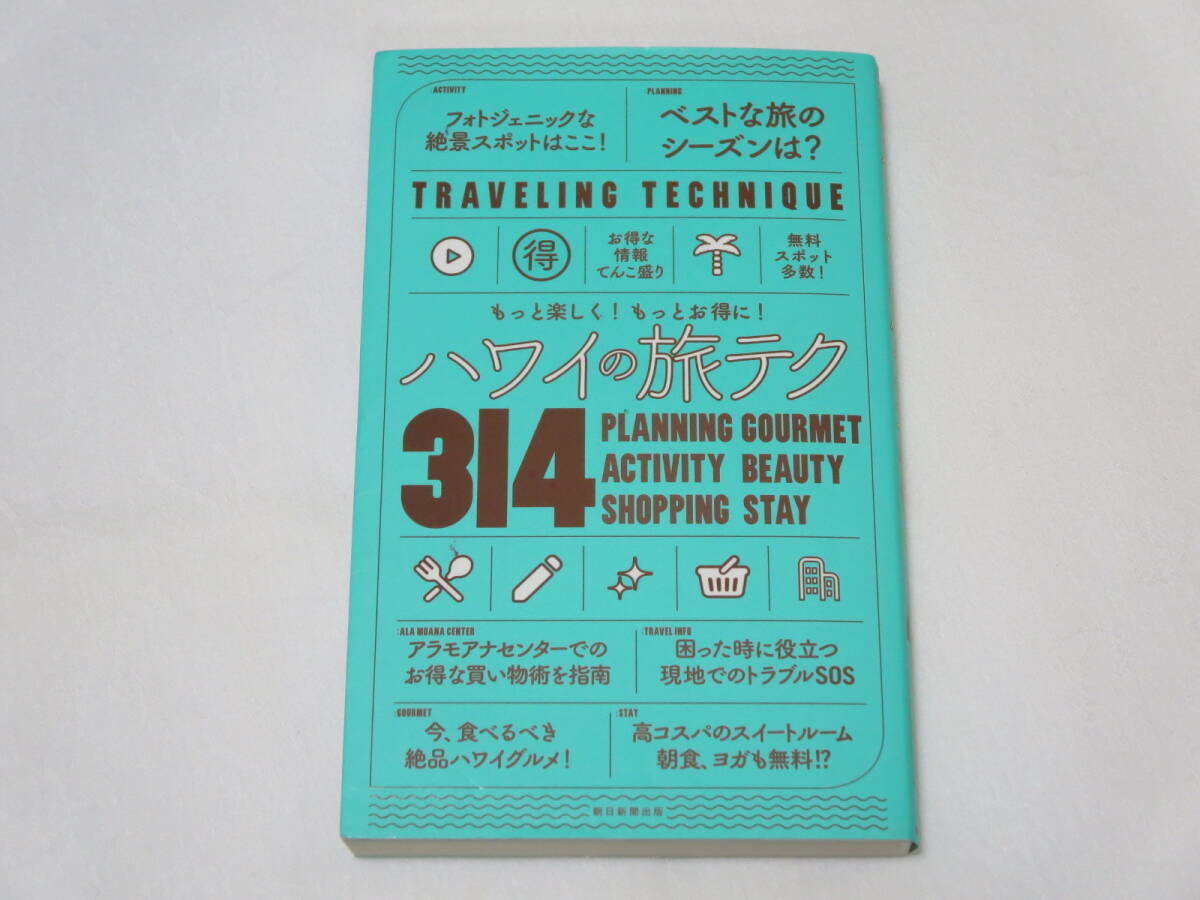 :ACTIVITY
フォトジェニックな
絶景スポットはここ!
:PLANNING
ベストな旅の
シーズンは?
TRAVELING TECHNIQUE
得
お得な
情報
てんこ盛り
無料
スポット
多数!
もっと楽しく! もっとお得に!
ハワイの旅テク
314
PLANNING GOURMET
ACTIVITY BEAUTY
SHOPPING STAY
:ALA MOANA CENTER
アラモアナセンターでの
お得な買い物術を指南
:TRAVEL INFO
困った時に役立つ
現地でのトラブルSOS
:GOURMET
今、食べるべき
絶品ハワイグルメ!
:STAY
高コスパのスイートルーム
朝食、ヨガも無料!?
朝日新聞出版